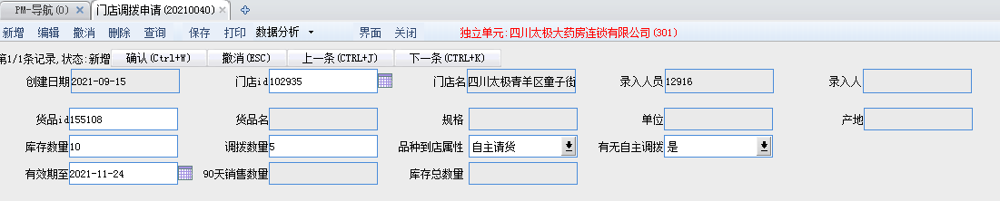 PM-导航(0) 门店调拨申请(20210040)
新增 编辑 撤消 删除 查询 保存 打印 数据分析 界面 关闭 独立单元:四川太极大药房连锁有限公司(301)
第1/1条记录,状态:新增 确认(Ctrl+W) 撤消(ESC) 上一条(CTRL+J) 下一条(CTRL+K)
创建日期 2021-09-15 门店id 102935 门店名 四川太极青羊区童子街 录入人员 12916 录入人
货品id 155108 货品名 规格 单位 产地
库存数量 10 调拨数量 5 品种到店属性 自主请货 有无自主调拨 是
有效期至 2021-11-24 90天销售数量 库存总数量